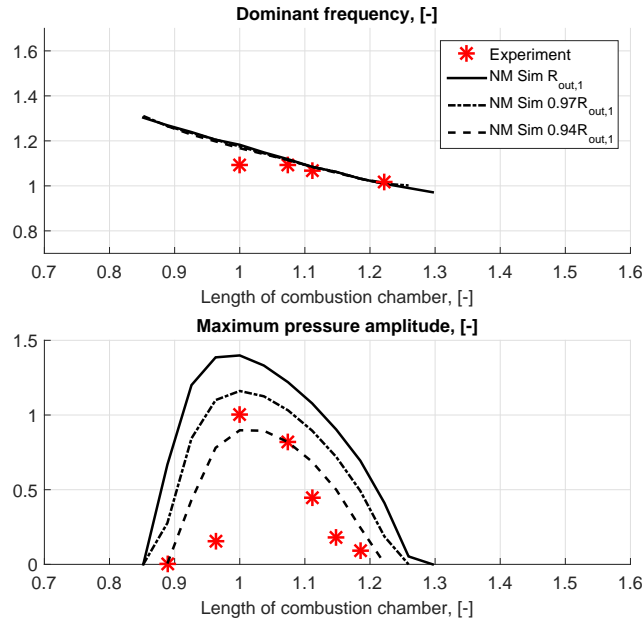 Dominant frequency, [-]
1.6
1.4
1.2
1
0.8
Experiment
NM Sim R_out,1
NM Sim 0.97R_out,1
NM Sim 0.94R_out,1
0.7 0.8 0.9 1 1.1 1.2 1.3 1.4 1.5 1.6
Length of combustion chamber, [-]
Maximum pressure amplitude, [-]
1.5
1
0.5
0
0.7 0.8 0.9 1 1.1 1.2 1.3 1.4 1.5 1.6
Length of combustion chamber, [-]